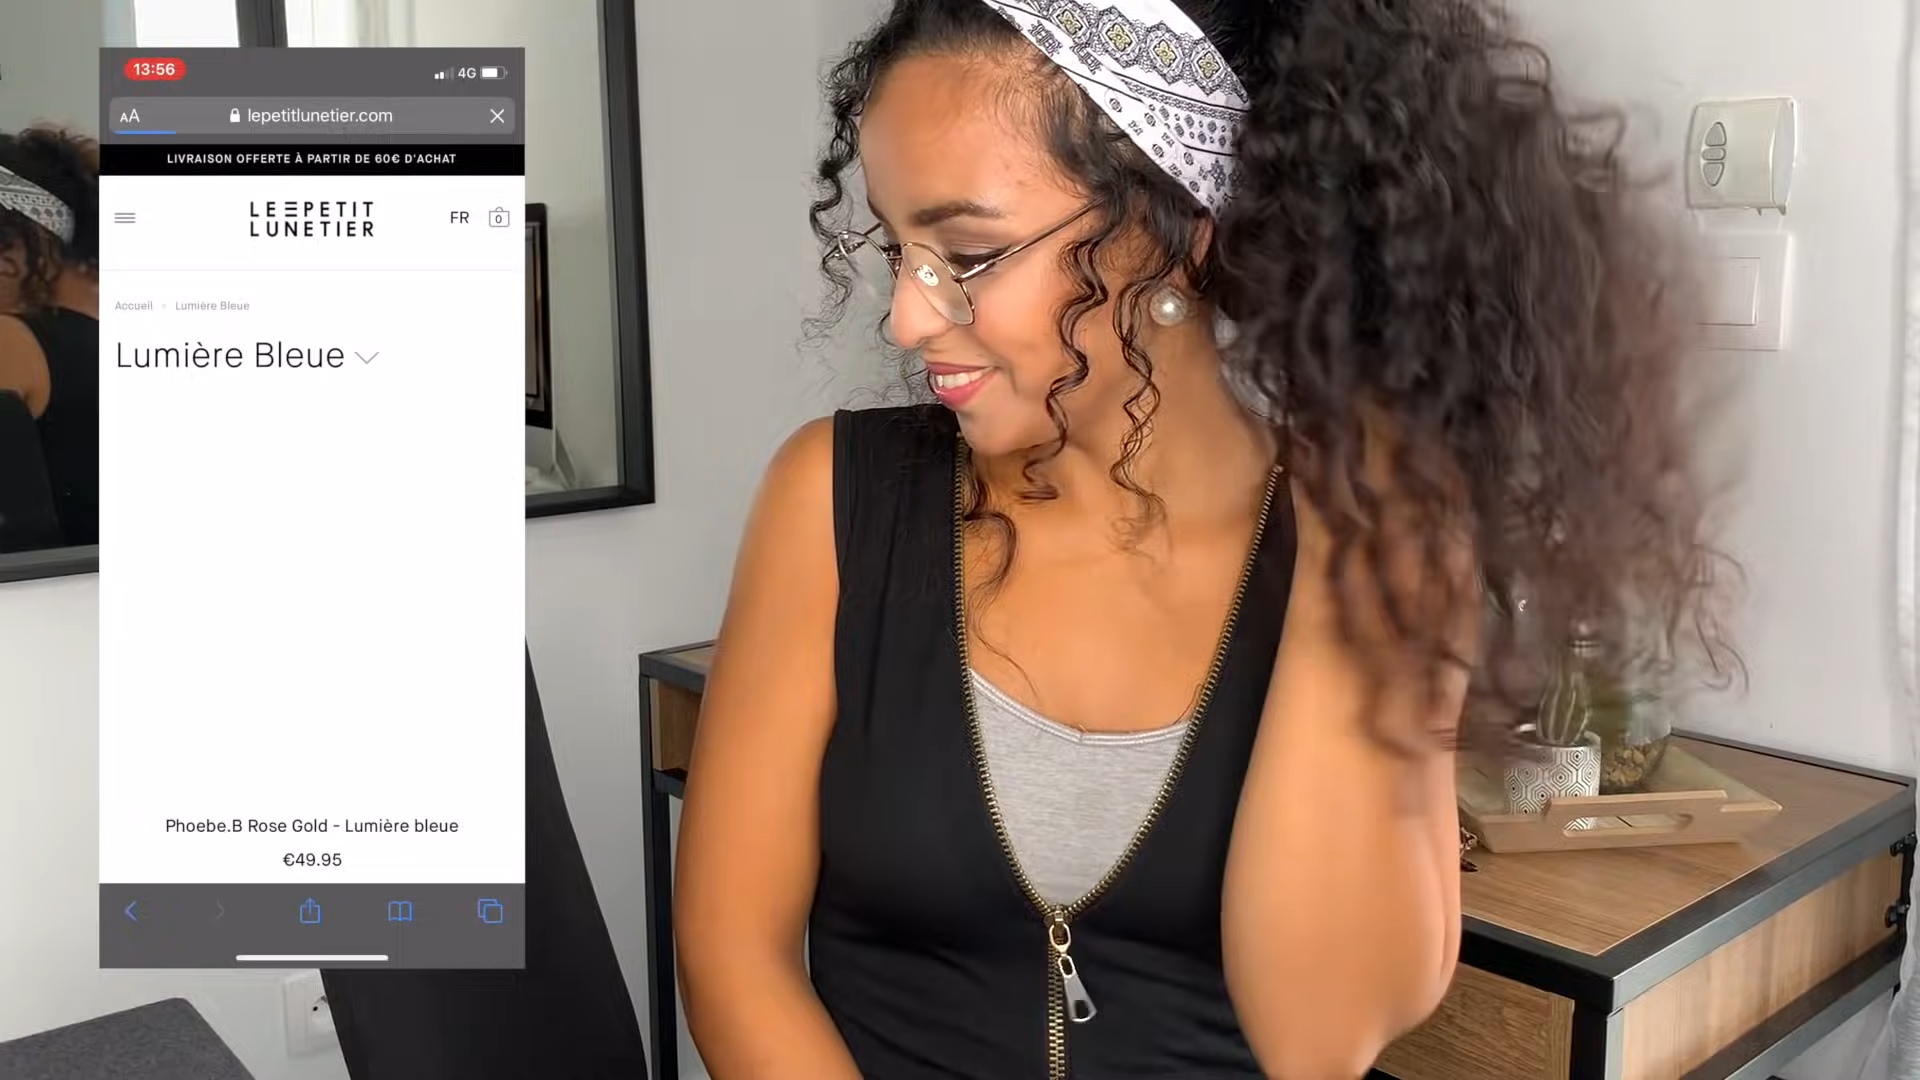 13:56
4G
AA
lepetitlunetier.com
LIVRAISON OFFERTE À PARTIR DE 60€ D'ACHAT
LE PETIT
LUNETIER
FR
0
Accueil
Lumière Bleue
Lumière Bleue
Phoebe.B Rose Gold - Lumière bleue
€49.95